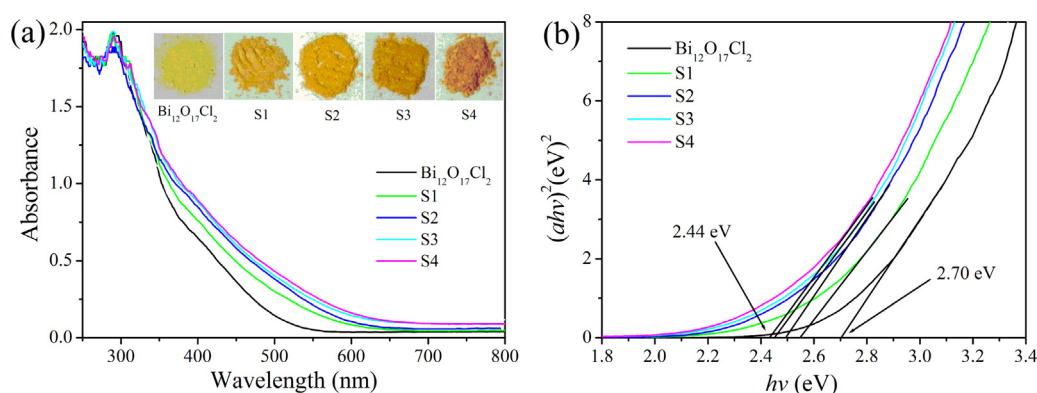 (a)
2.0
1.5
1.0
0.5
0.0
Absorbance
300 400 500 600 700 800
Wavelength (nm)
Bi₁₂O₁₇Cl₂ S1 S2 S3 S4
Bi₁₂O₁₇Cl₂
S1
S2
S3
S4
(b)
8
6
4
2
0
(ahv)²(eV)²
1.8 2.0 2.2 2.4 2.6 2.8 3.0 3.2 3.4
hv (eV)
Bi₁₂O₁₇Cl₂
S1
S2
S3
S4
2.44 eV
2.70 eV